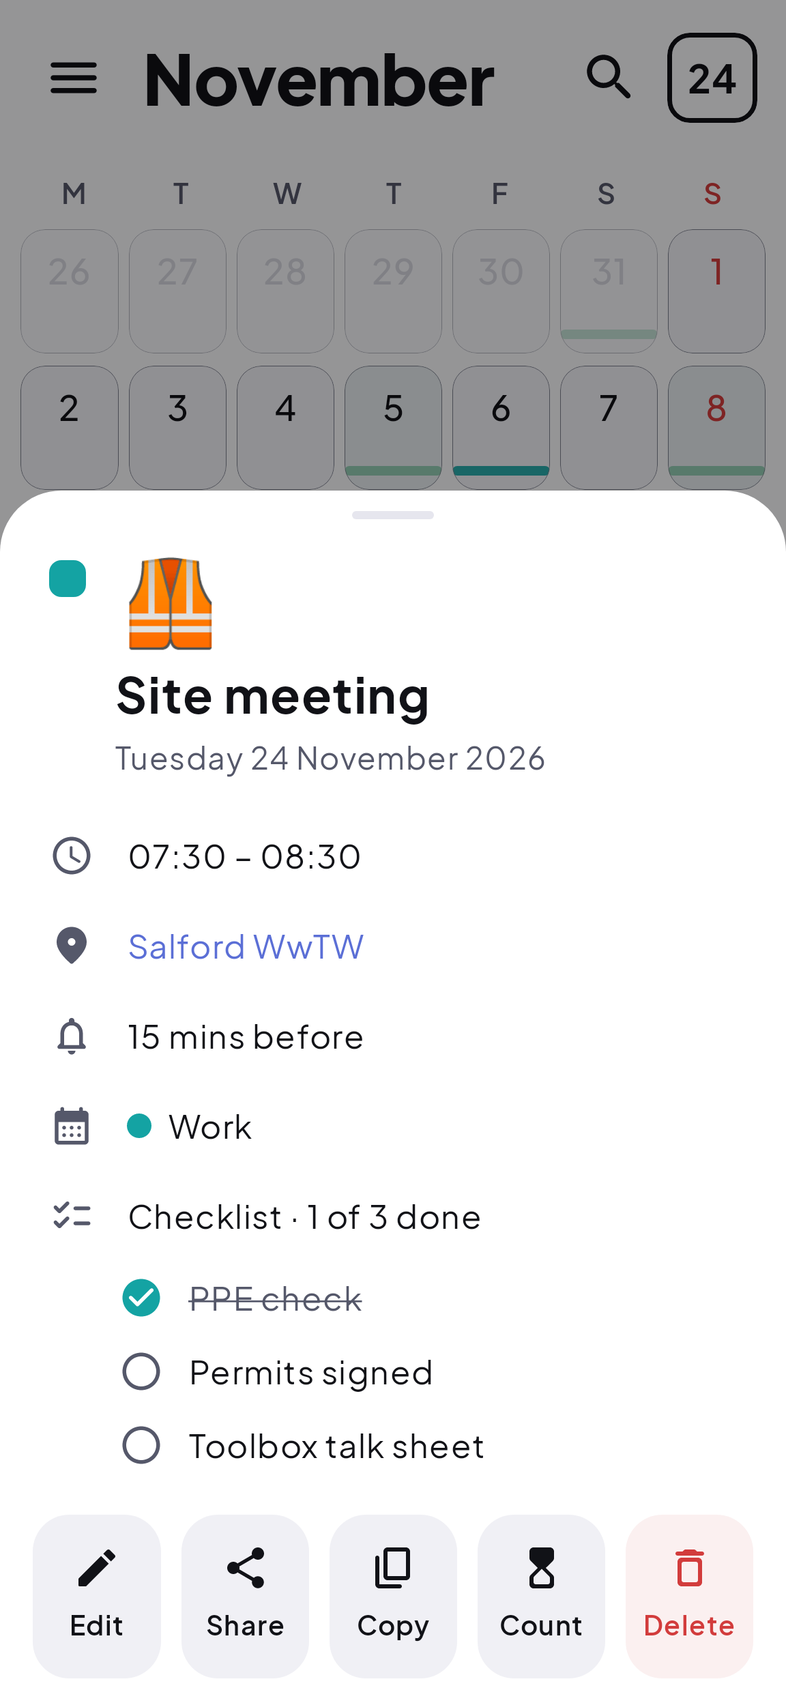 November
24
M T W T F S S
26 27 28 29 30 31 1
2 3 4 5 6 7 8
Site meeting
Tuesday 24 November 2026
07:30 – 08:30
Salford WwTW
15 mins before
Work
Checklist · 1 of 3 done
PPE check
Permits signed
Toolbox talk sheet
Edit Share Copy Count Delete